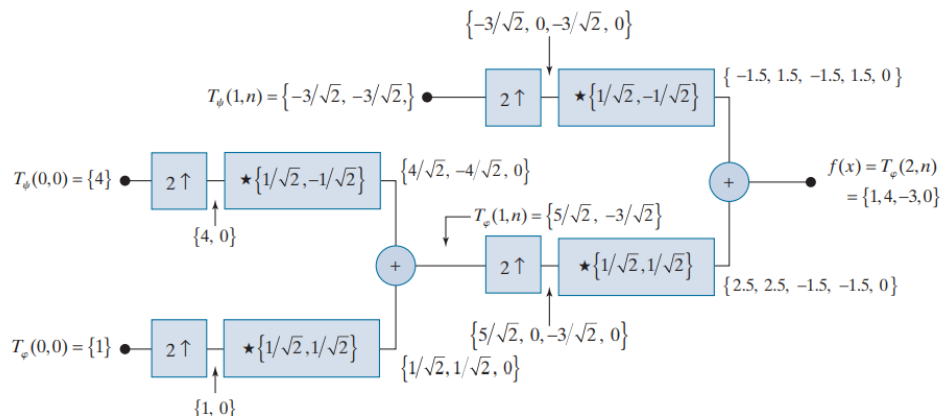 {−3/√2, 0, −3/√2, 0}
T_ψ(1,n) = {−3/√2, −3/√2,}
2↑
★{1/√2, −1/√2}
{ −1.5, 1.5, −1.5, 1.5, 0 }
T_ψ(0,0) = {4}
2↑
★{1/√2, −1/√2}
{4/√2, −4/√2, 0}
{4, 0}
+
f(x) = T_φ(2,n)
= {1, 4, −3, 0}
T_φ(1,n) = {5/√2, −3/√2}
+
2↑
★{1/√2, 1/√2}
{2.5, 2.5, −1.5, −1.5, 0 }
{5/√2, 0, −3/√2, 0}
T_φ(0,0) = {1}
2↑
★{1/√2, 1/√2}
{1/√2, 1/√2, 0}
{1, 0}